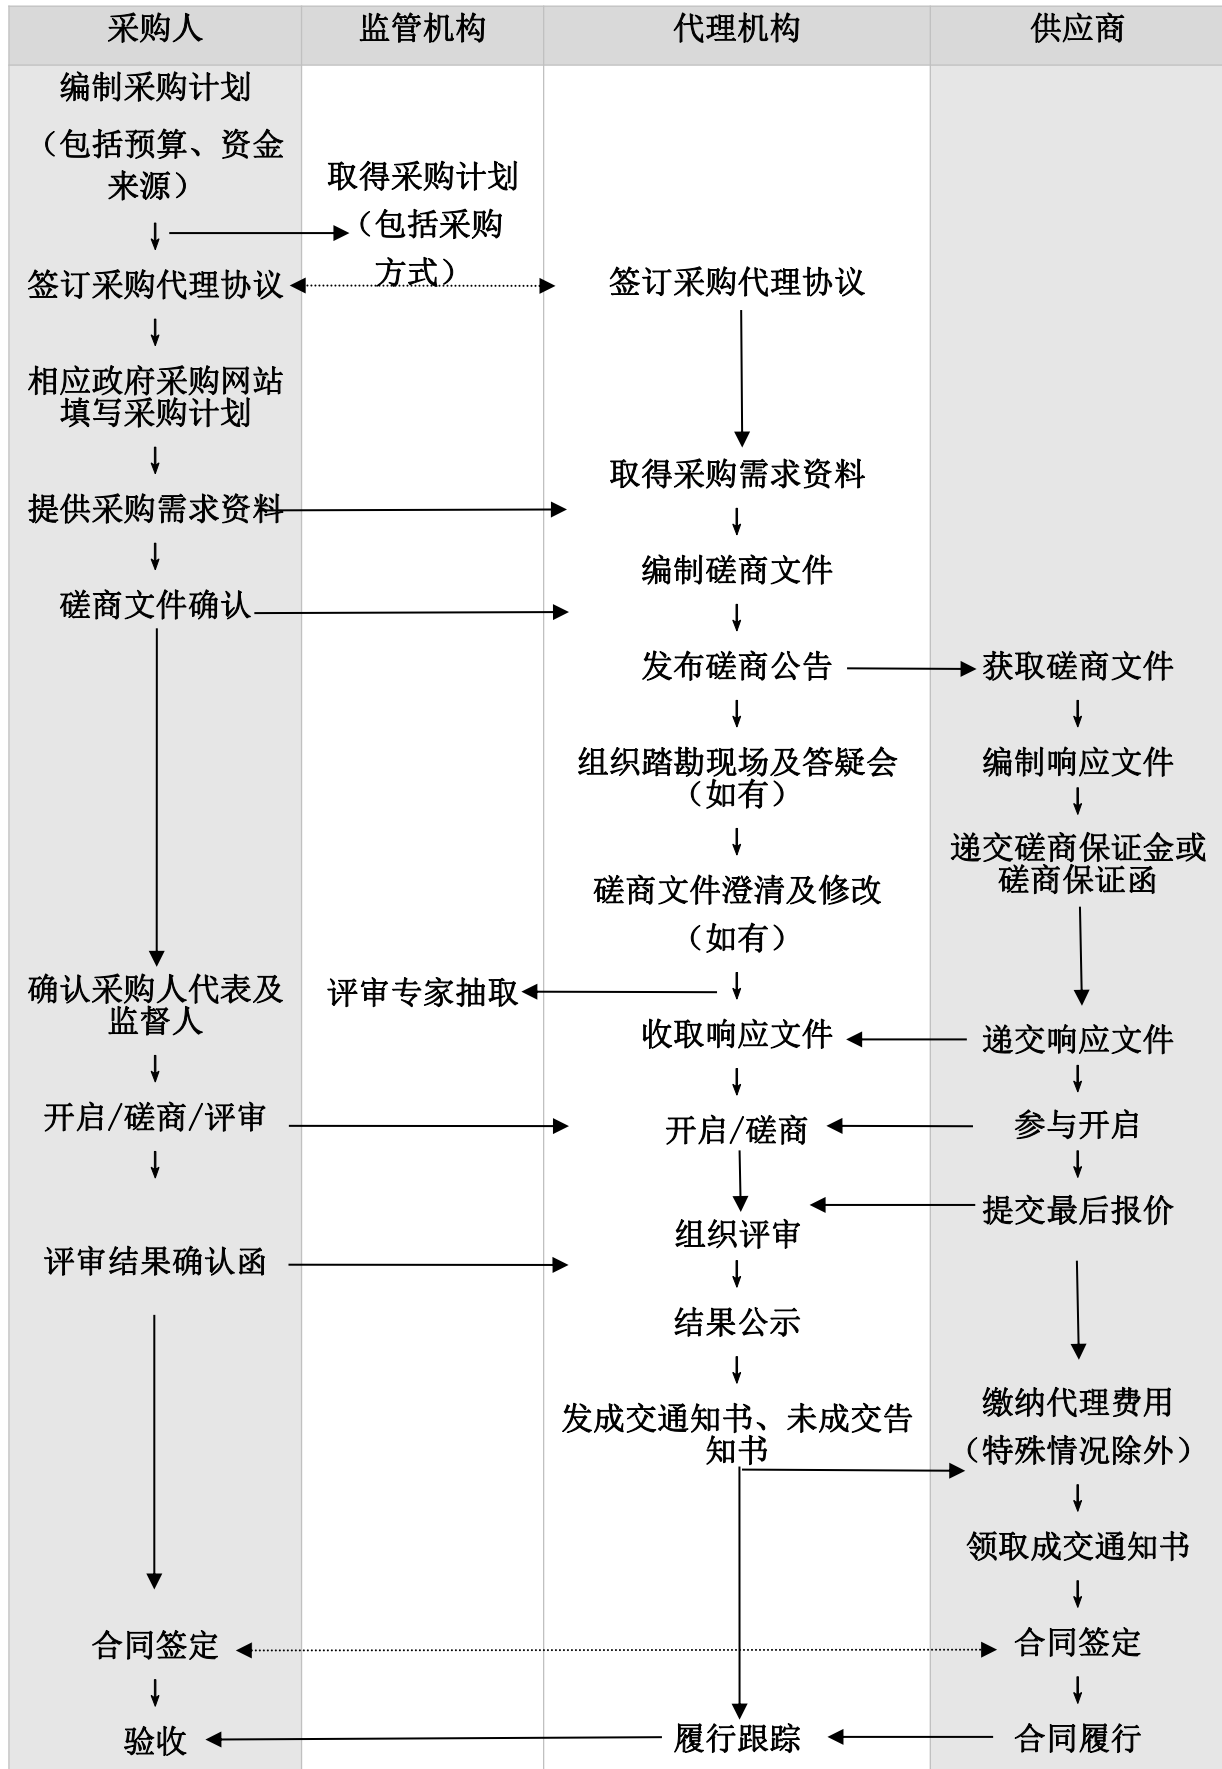 采购人 监管机构 代理机构 供应商
编制采购计划
（包括预算、资金
来源）
签订采购代理协议
相应政府采购网站
填写采购计划
提供采购需求资料
磋商文件确认
确认采购人代表及
监督人
开启/磋商/评审
评审结果确认函
合同签定
验收
取得采购计划
（包括采购
方式）
评审专家抽取
签订采购代理协议
取得采购需求资料
编制磋商文件
发布磋商公告
组织踏勘现场及答疑会
（如有）
磋商文件澄清及修改
（如有）
收取响应文件
开启/磋商
组织评审
结果公示
发成交通知书、未成交告
知书
履行跟踪
获取磋商文件
编制响应文件
递交磋商保证金或
磋商保证函
递交响应文件
参与开启
提交最后报价
缴纳代理费用
（特殊情况除外）
领取成交通知书
合同签定
合同履行